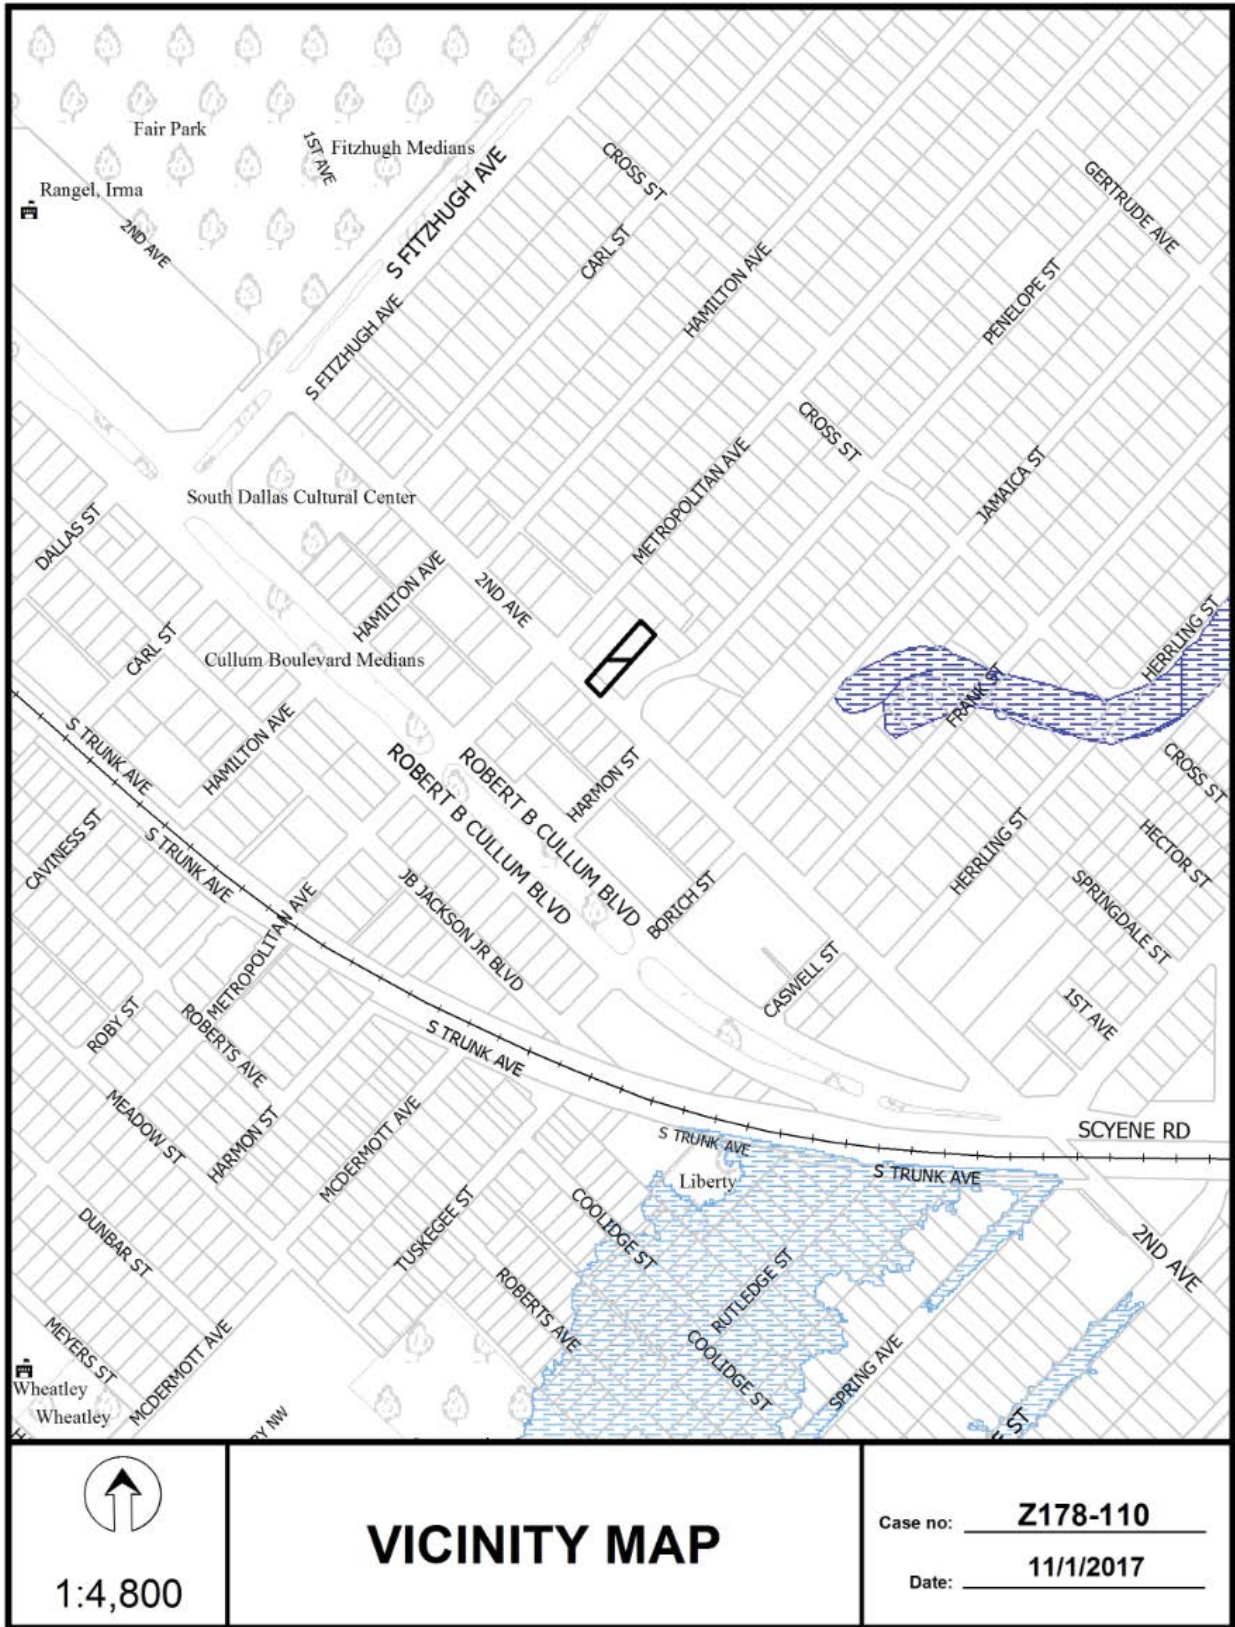 Fair Park
1ST AVE
Fitzhugh Medians
CROSS ST
GERTRUDE AVE
Rangel, Irma
2ND AVE
S FITZHUGH AVE
CARL ST
HAMILTON AVE
PENELOPE ST
S FITZHUGH AVE
CROSS ST
METROPOLITAN AVE
JAMAICA ST
South Dallas Cultural Center
DALLAS ST
HAMILTON AVE
2ND AVE
CARL ST
Cullum Boulevard Medians
HERRLING ST
FRANK ST
S TRUNK AVE
HAMILTON AVE
ROBERT B CULLUM BLVD
ROBERT B CULLUM BLVD
HARMON ST
CROSS ST
CAVINESS ST
S TRUNK AVE
HERRLING ST
HECTOR ST
METROPOLITAN AVE
JB JACKSON JR BLVD
BORICH ST
SPRINGDALE ST
CASWELL ST
ROBY ST
ROBERTS AVE
S TRUNK AVE
1ST AVE
MEADOW ST
HARMON ST
MCDERMOTT AVE
S TRUNK AVE
SCYENE RD
Liberty
S TRUNK AVE
DUNBAR ST
TUSKEGEE ST
COOLIDGE ST
2ND AVE
ROBERTS AVE
RUTLEDGE ST
MEYERS ST
MCDERMOTT AVE
COOLIDGE ST
SPRING AVE
Wheatley
Wheatley
RY NW
ST
1:4,800
VICINITY MAP
Case no: Z178-110
Date: 11/1/2017